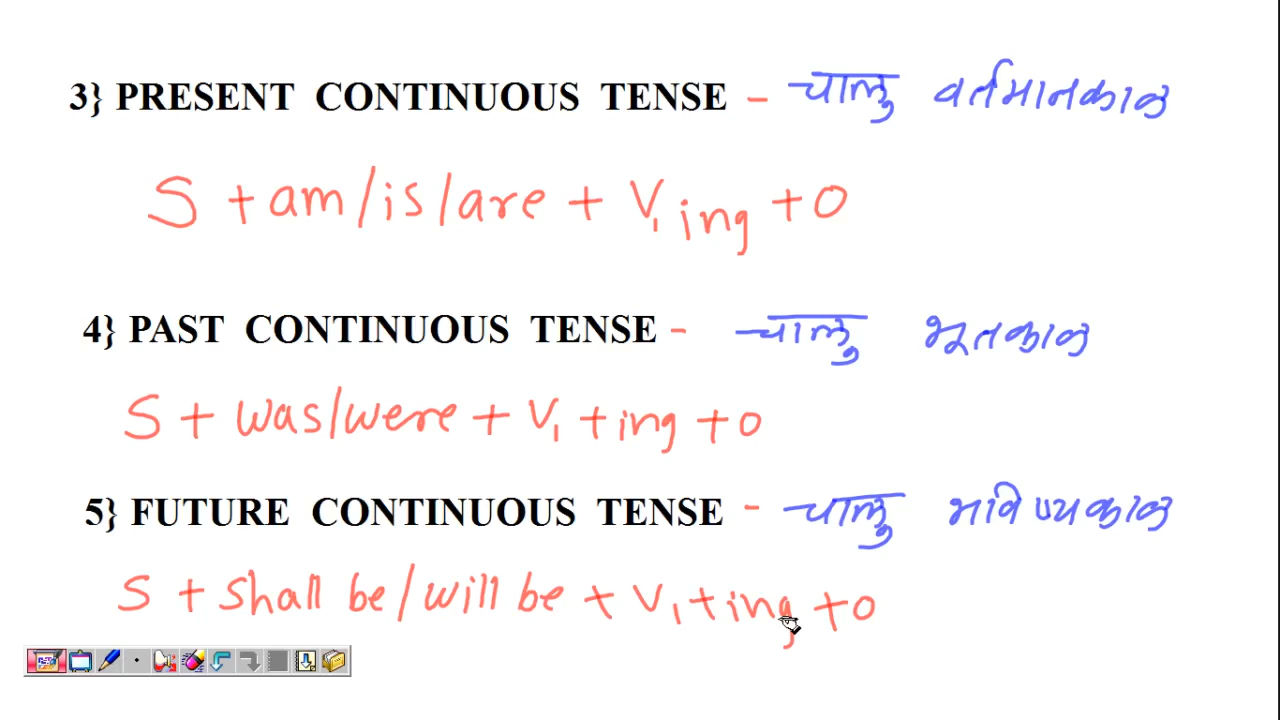 3} PRESENT CONTINUOUS TENSE - चालु वर्तमानकाळ
S + am/is/are + V₁ ing + O
4} PAST CONTINUOUS TENSE - चालु भूतकाळ
S + was/were + V₁ + ing + O
5} FUTURE CONTINUOUS TENSE - चालु भविष्यकाळ
S + shall be/will be + V₁ + ing + O